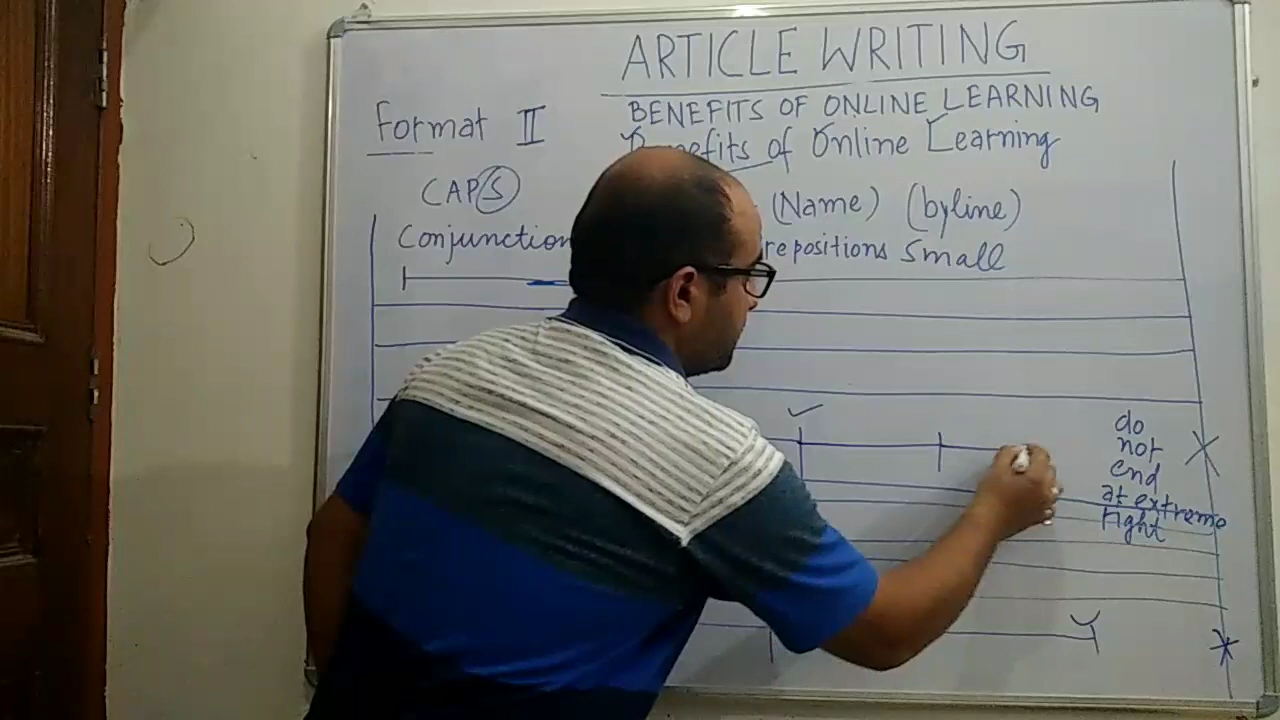 ARTICLE WRITING
BENEFITS OF ONLINE LEARNING
Format II
Benefits of Online Learning
CAPS
(Name) (byline)
Conjunction
repositions Small
do
not
end
at extreme
right